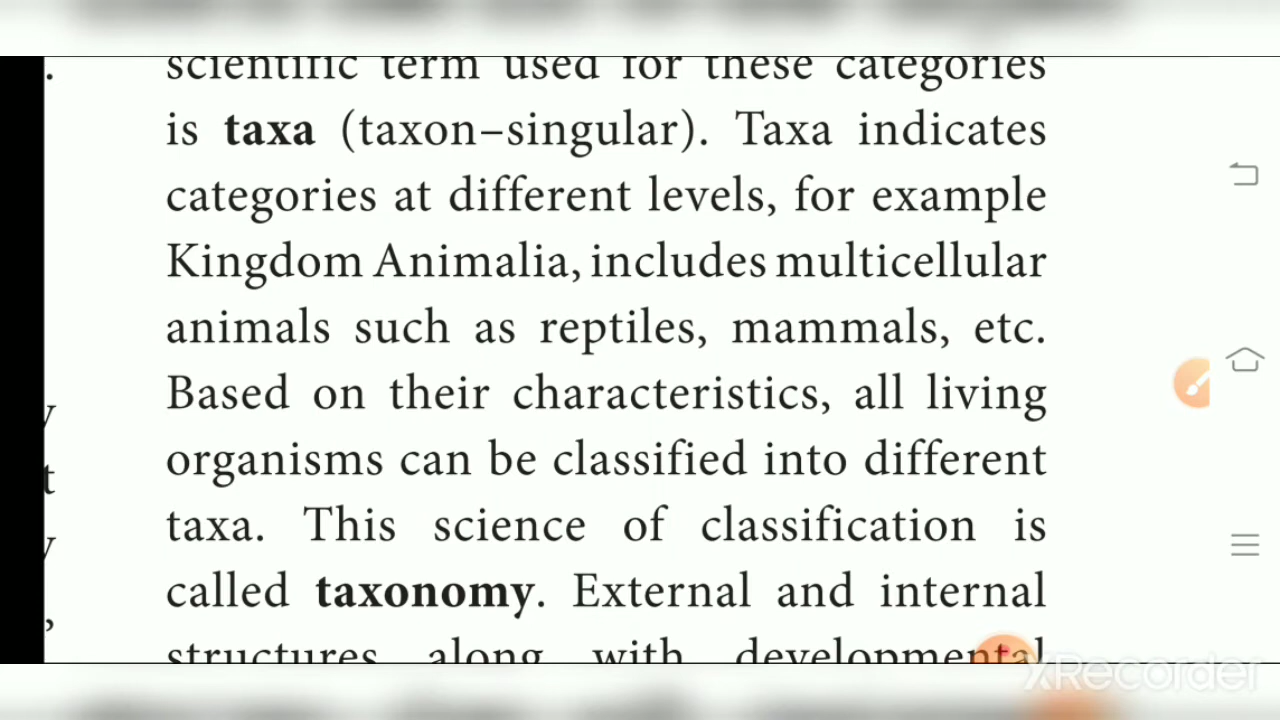 scientific term used for these categories
is taxa (taxon–singular). Taxa indicates
categories at different levels, for example
Kingdom Animalia, includes multicellular
animals such as reptiles, mammals, etc.
Based on their characteristics, all living
organisms can be classified into different
taxa. This science of classification is
called taxonomy. External and internal
structures along with developmental
XRecorder